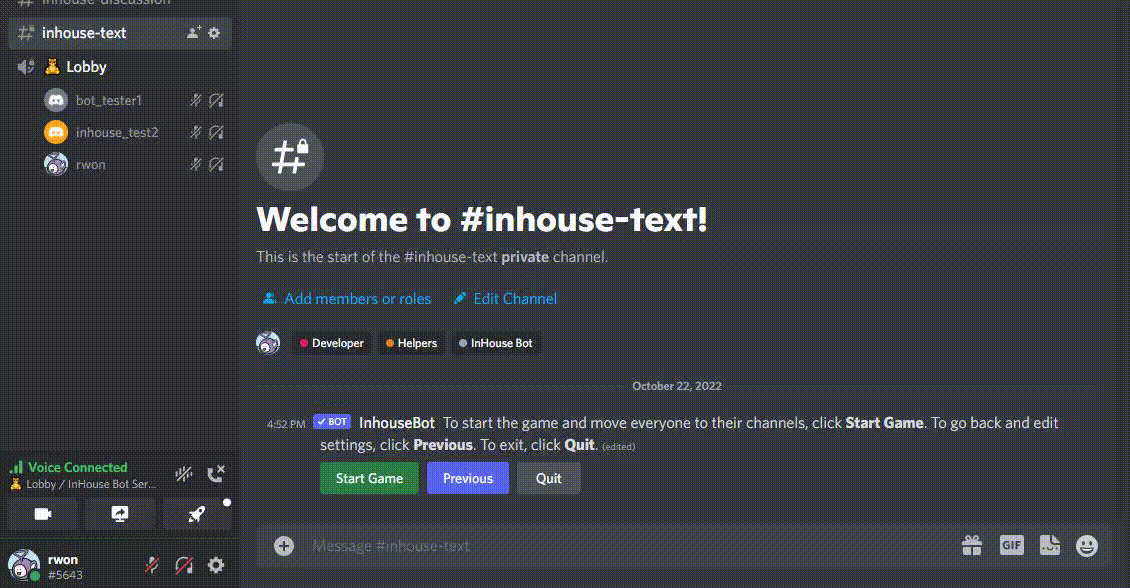 inhouse-discussion
inhouse-text
Lobby
bot_tester1
inhouse_test2
rwon
Voice Connected
Lobby / InHouse Bot Ser...
rwon
#5643
Welcome to #inhouse-text!
This is the start of the #inhouse-text private channel.
Add members or roles Edit Channel
Developer Helpers InHouse Bot
October 22, 2022
4:52 PM BOT InhouseBot To start the game and move everyone to their channels, click Start Game. To go back and edit
settings, click Previous. To exit, click Quit. (edited)
Start Game Previous Quit
Message #inhouse-text GIF